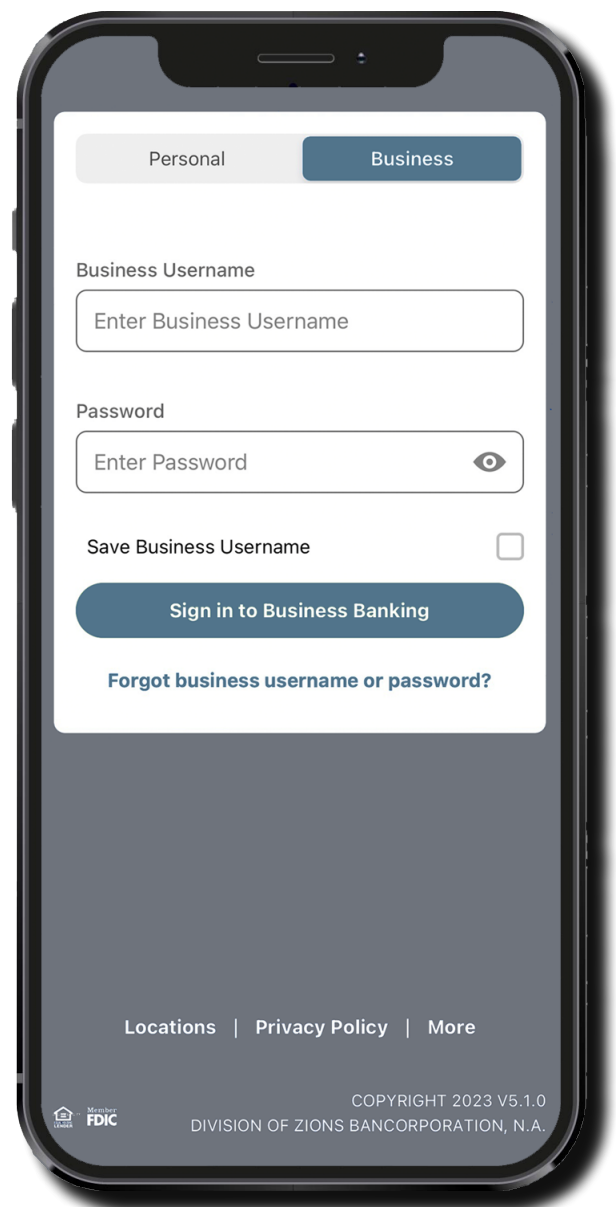 Personal
Business
Business Username
Enter Business Username
Password
Enter Password
Save Business Username
Sign in to Business Banking
Forgot business username or password?
Locations | Privacy Policy | More
COPYRIGHT 2023 V5.1.0
Member
FDIC
DIVISION OF ZIONS BANCORPORATION, N.A.
LENDER